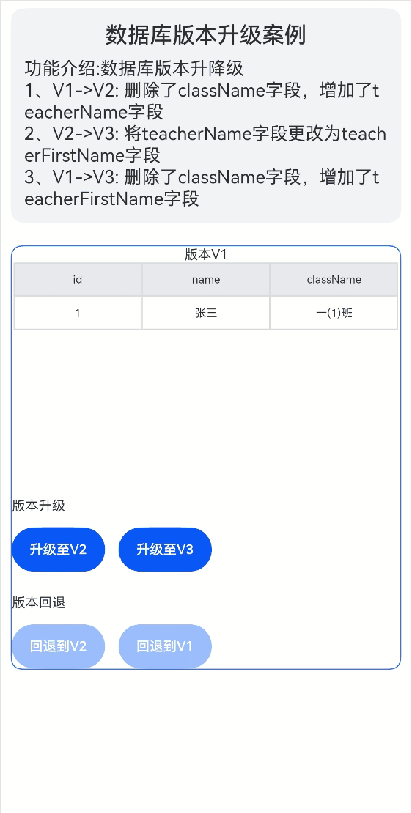 数据库版本升级案例
功能介绍:数据库版本升降级
1、V1->V2: 删除了className字段，增加了t
eacherName字段
2、V2->V3: 将teacherName字段更改为teach
erFirstName字段
3、V1->V3: 删除了className字段，增加了t
eacherFirstName字段
版本V1
id name className
1 张三 一(1)班
版本升级
升级至V2 升级至V3
版本回退
回退到V2 回退到V1